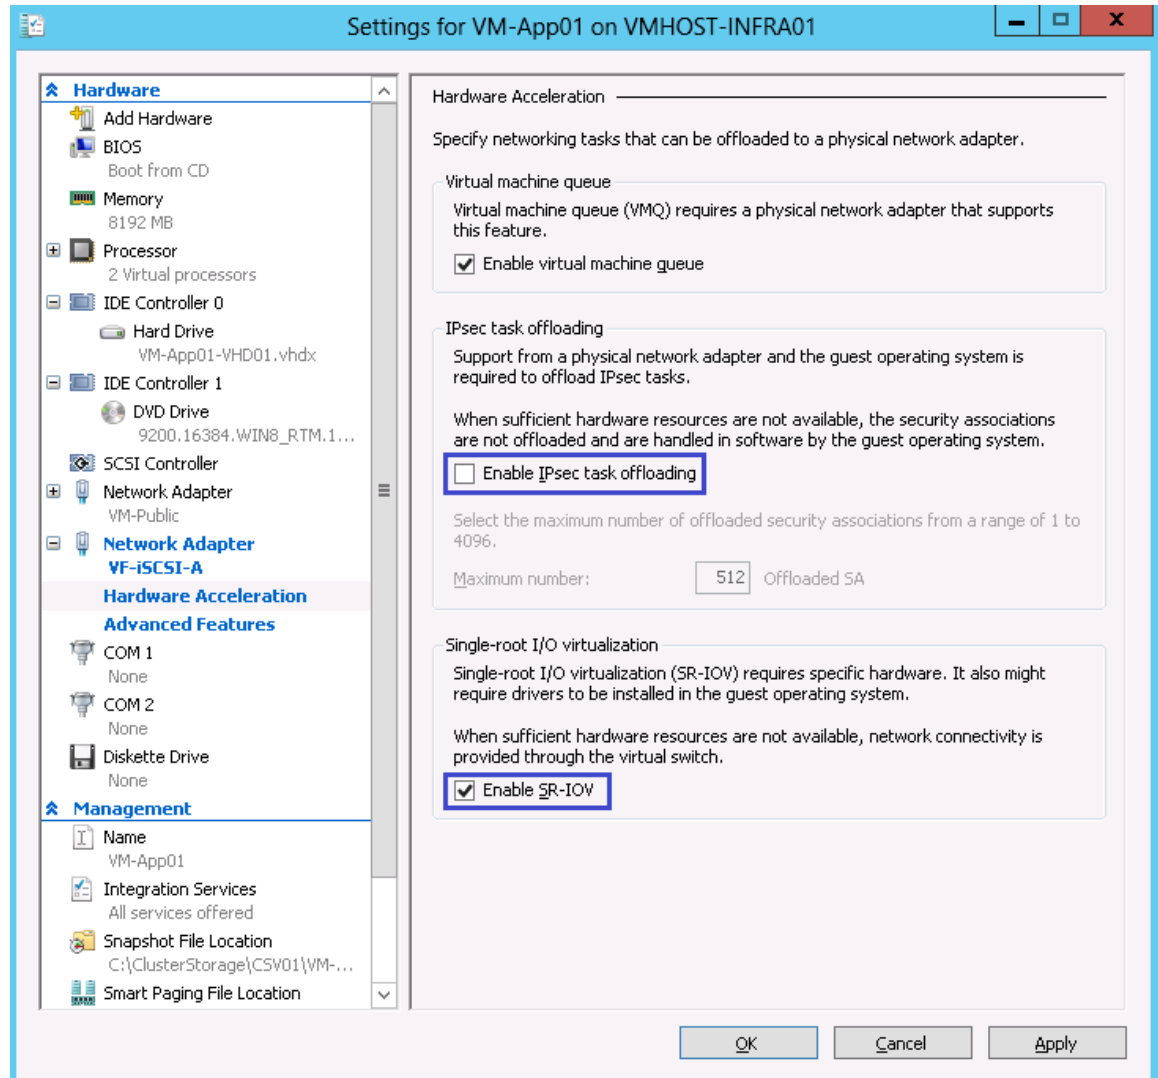 Settings for VM-App01 on VMHOST-INFRA01
Hardware
Add Hardware
BIOS
Boot from CD
Memory
8192 MB
Processor
2 Virtual processors
IDE Controller 0
Hard Drive
VM-App01-VHD01.vhdx
IDE Controller 1
DVD Drive
9200.16384.WIN8_RTM.1...
SCSI Controller
Network Adapter
VM-Public
Network Adapter
VF-iSCSI-A
Hardware Acceleration
Advanced Features
COM 1
None
COM 2
None
Diskette Drive
None
Management
Name
VM-App01
Integration Services
All services offered
Snapshot File Location
C:\ClusterStorage\CSV01\VM-...
Smart Paging File Location
Hardware Acceleration
Specify networking tasks that can be offloaded to a physical network adapter.
Virtual machine queue
Virtual machine queue (VMQ) requires a physical network adapter that supports
this feature.
Enable virtual machine queue
IPsec task offloading
Support from a physical network adapter and the guest operating system is
required to offload IPsec tasks.
When sufficient hardware resources are not available, the security associations
are not offloaded and are handled in software by the guest operating system.
Enable IPsec task offloading
Select the maximum number of offloaded security associations from a range of 1 to
4096.
Maximum number: 512 Offloaded SA
Single-root I/O virtualization
Single-root I/O virtualization (SR-IOV) requires specific hardware. It also might
require drivers to be installed in the guest operating system.
When sufficient hardware resources are not available, network connectivity is
provided through the virtual switch.
Enable SR-IOV
OK Cancel Apply